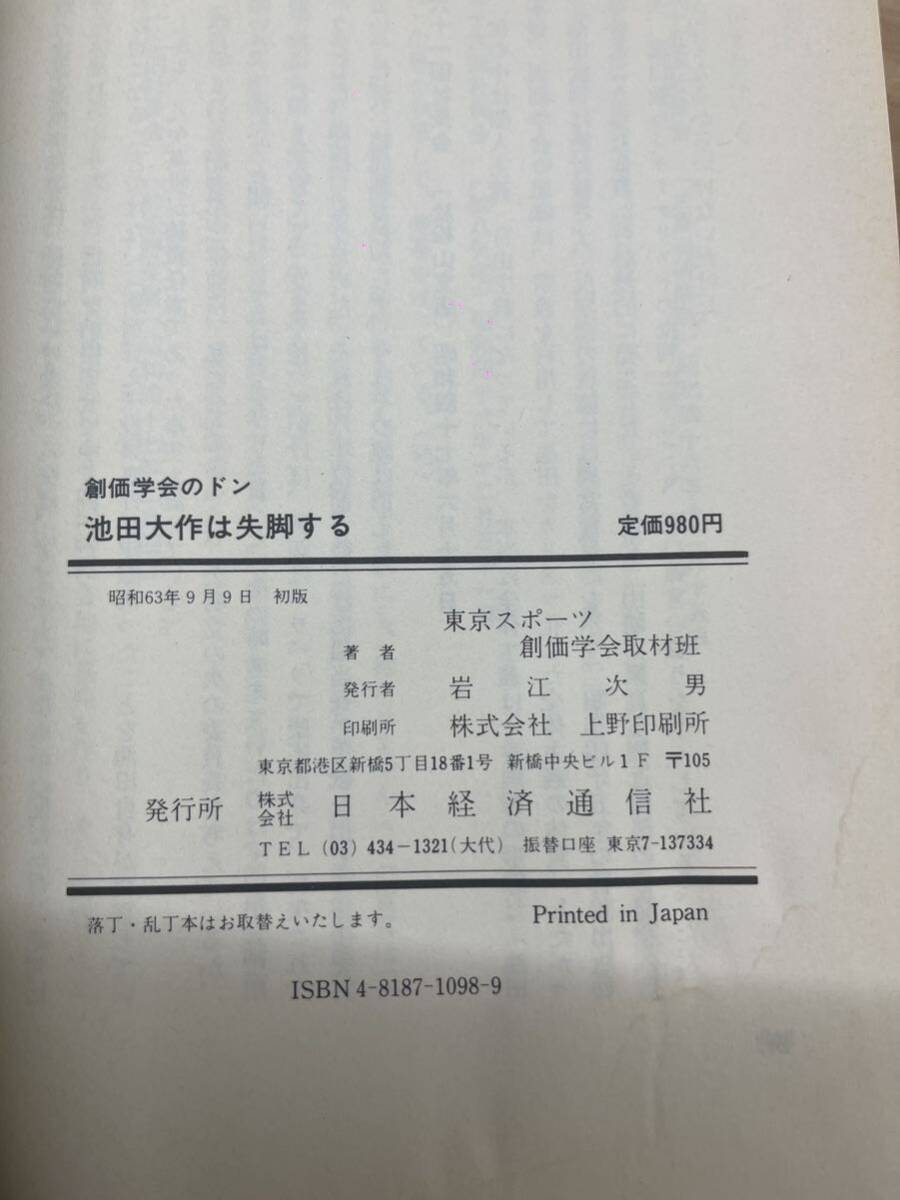 創価学会のドン
池田大作は失脚する 定価980円
昭和63年9月9日 初版
東京スポーツ
著者 創価学会取材班
発行者 岩江次男
印刷所 株式会社 上野印刷所
東京都港区新橋5丁目18番1号 新橋中央ビル1F 〒105
発行所 株式会社 日本経済通信社
TEL (03) 434-1321(大代) 振替口座 東京7-137334
落丁・乱丁本はお取替えいたします。 Printed in Japan
ISBN4-8187-1098-9